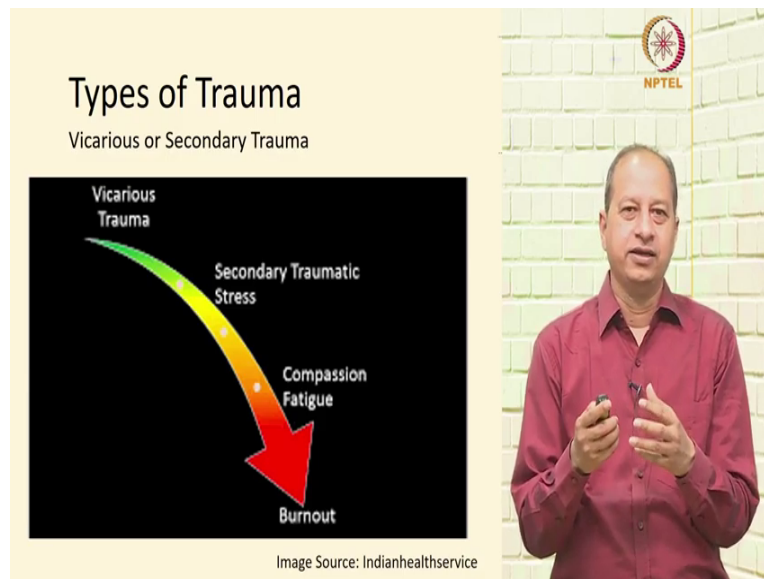 NPTEL
Types of Trauma
Vicarious or Secondary Trauma
Vicarious
Trauma
Secondary Traumatic
Stress
Compassion
Fatigue
Burnout
Image Source: Indianhealthservice